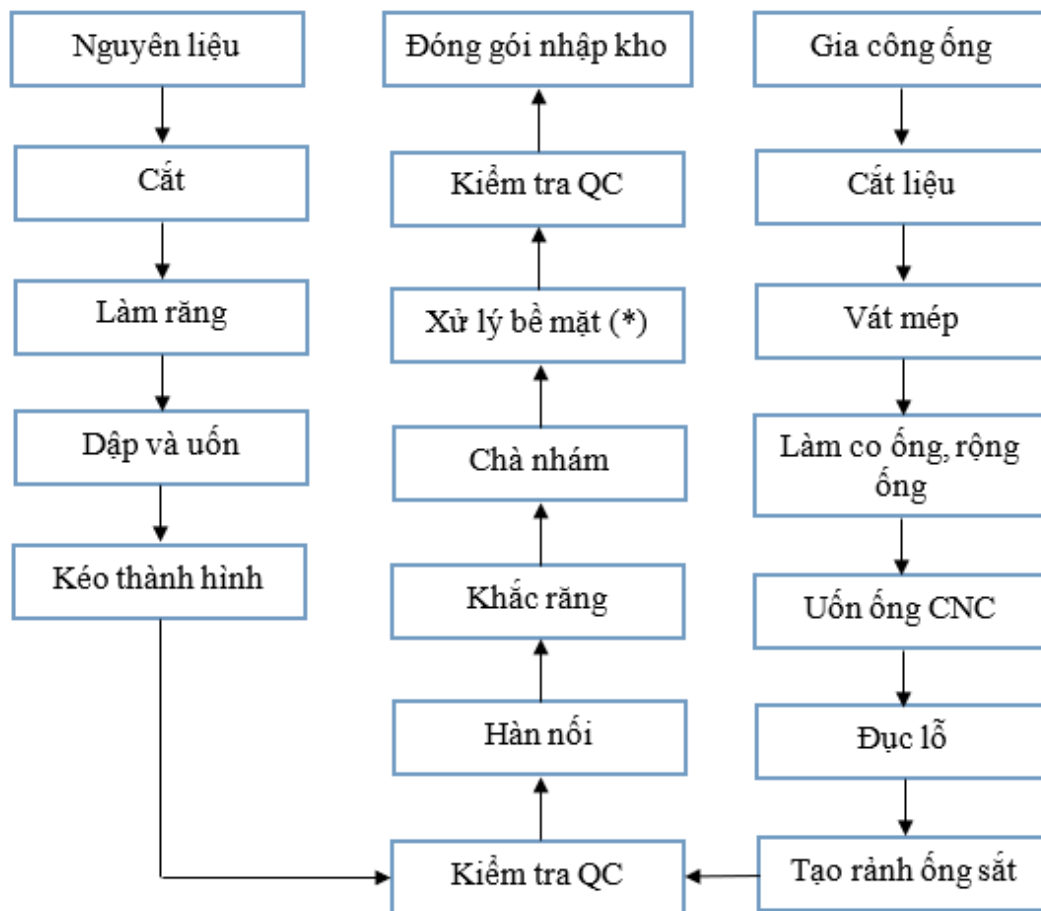 Nguyên liệu
Cắt
Làm răng
Dập và uốn
Kéo thành hình
Đóng gói nhập kho
Kiểm tra QC
Xử lý bề mặt (*)
Chà nhám
Khắc răng
Hàn nối
Kiểm tra QC
Gia công ống
Cắt liệu
Vát mép
Làm co ống, rộng
ống
Uốn ống CNC
Đục lỗ
Tạo rảnh ống sắt